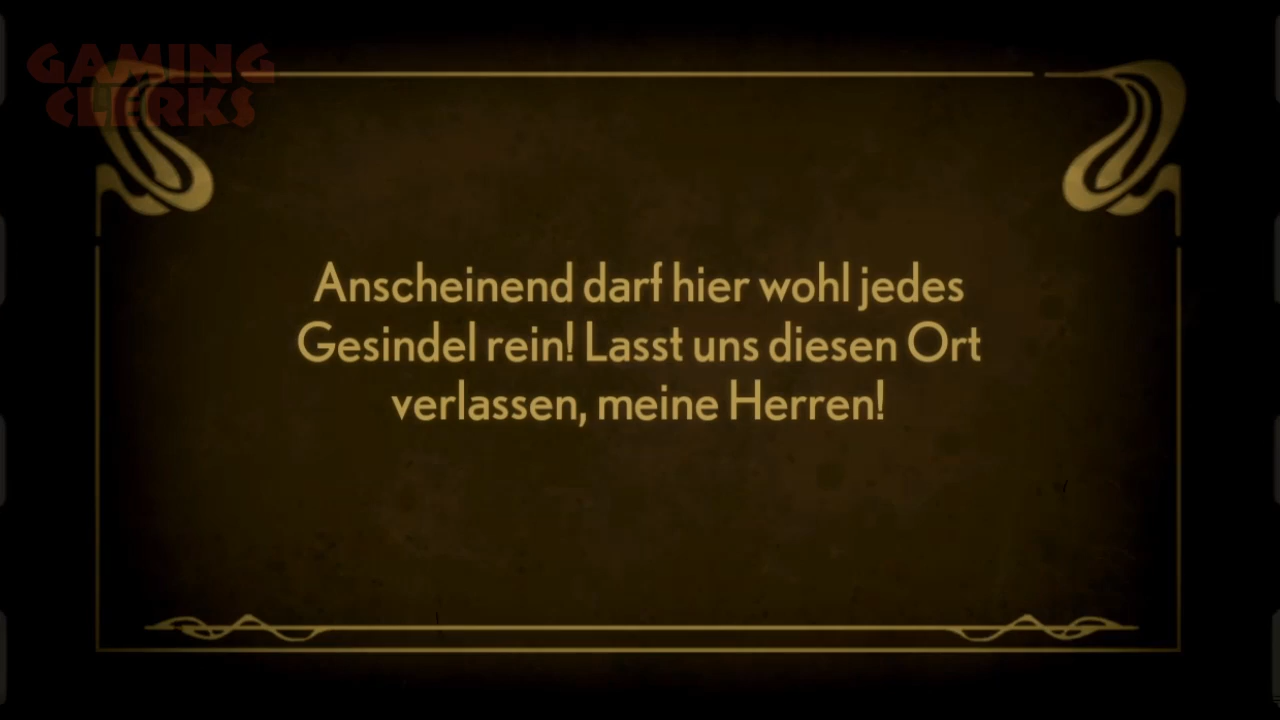 GAMING
CLERKS
Anscheinend darf hier wohl jedes
Gesindel rein! Lasst uns diesen Ort
verlassen, meine Herren!